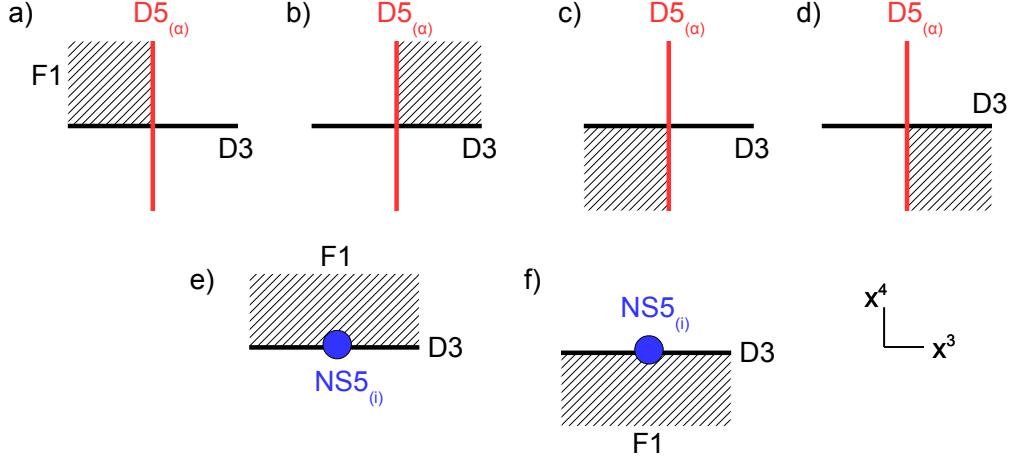 a) D5(α)
F1
D3
b) D5(α)
D3
c) D5(α)
D3
d) D5(α)
D3
e) F1
D3
NS5(i)
f) NS5(i)
D3
F1
x⁴
x³